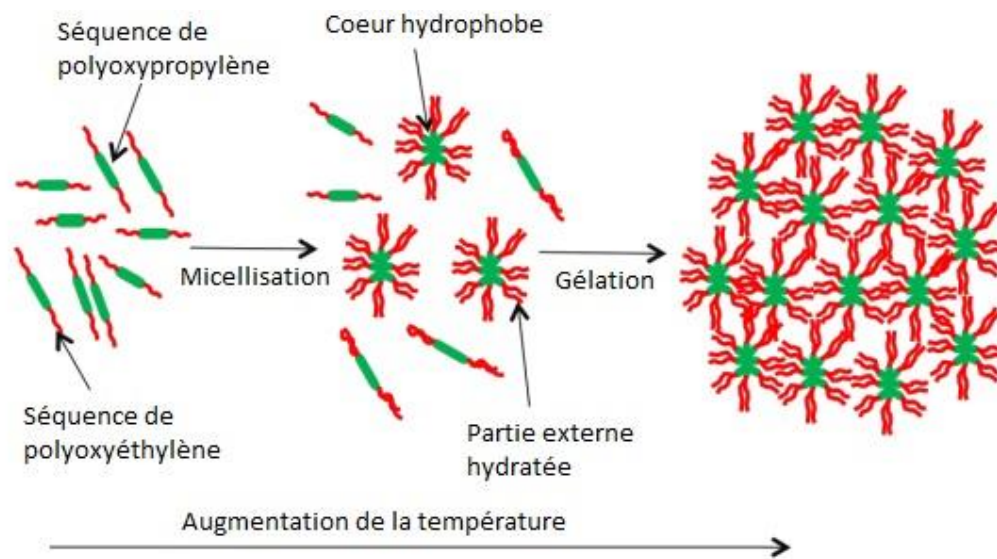 Séquence de
polyoxypropylène
Coeur hydrophobe
Micellisation
Gélation
Séquence de
polyoxyéthylène
Partie externe
hydratée
Augmentation de la température